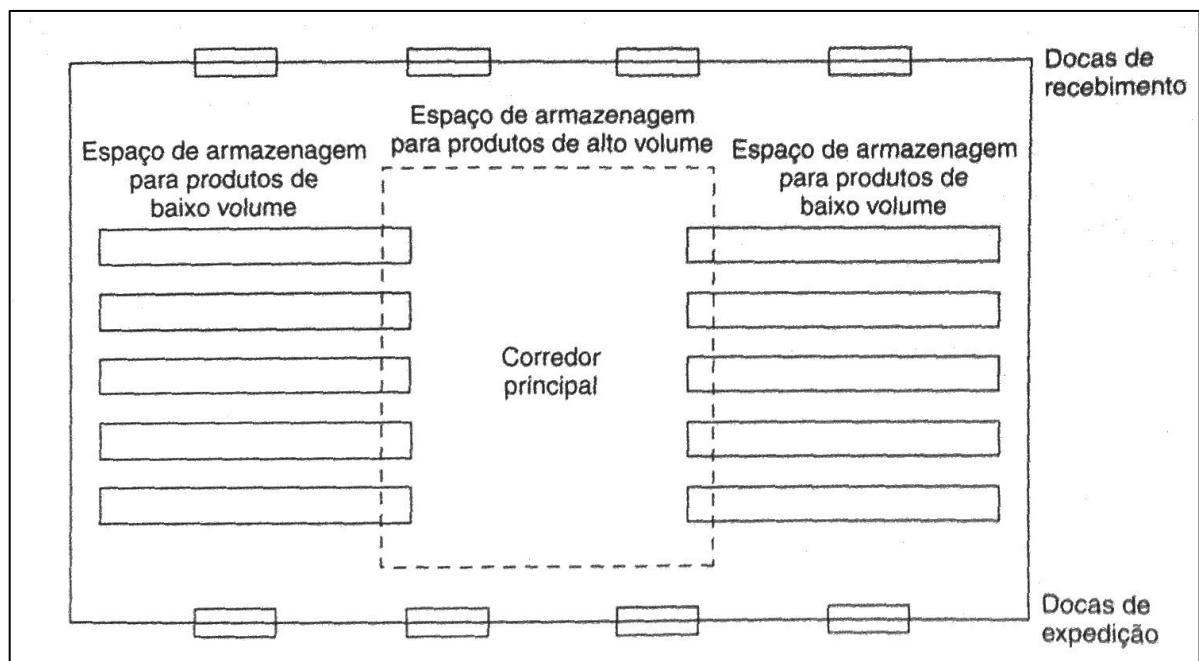 Docas de
recebimento
Espaço de armazenagem
para produtos de alto volume
Espaço de armazenagem
para produtos de
baixo volume
Espaço de armazenagem
para produtos de
baixo volume
Corredor
principal
Docas de
expedição